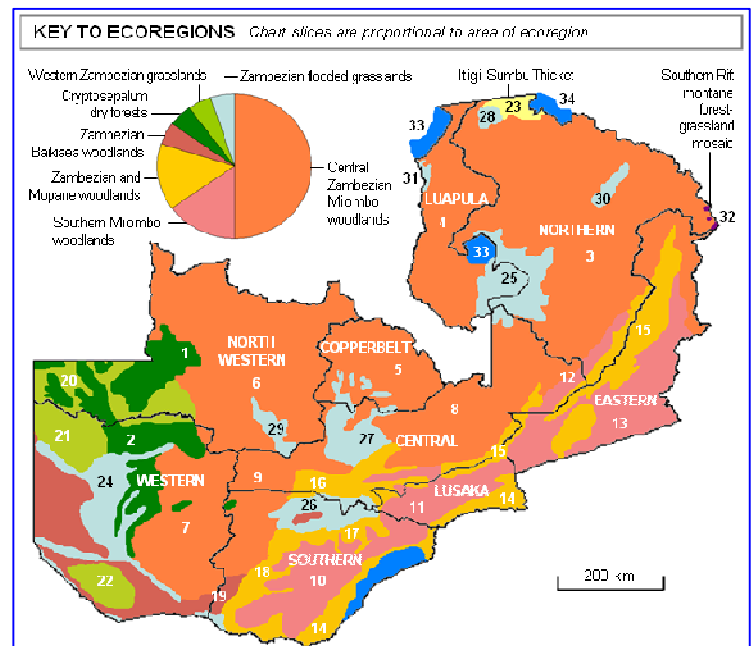 KEY TO ECOREGIONS Chart slices are proportional to area of ecoregion
Western Zambezian grasslands
Zambezian flooded grasslands
Cryptosepalum
dry forests
Zambezian
Baikiaea woodlands
Zambezian and
Mopane woodlands
Southern Miombo
woodlands
Central
Zambezian
Miombo
woodlands
Itigi-Sumbu Thicket
Southern Rift
montane
forest-
grassland
mosaic
33
28
23
34
31
LUAPULA
4
30
32
NORTHERN
3
33
25
15
1
NORTH
WESTERN
6
COPPERBELT
5
20
12
EASTERN
13
21
2
29
27
8
CENTRAL
15
24
WESTERN
7
9
16
26
LUSAKA
11
14
17
SOUTHERN
10
18
22
19
14
200 km